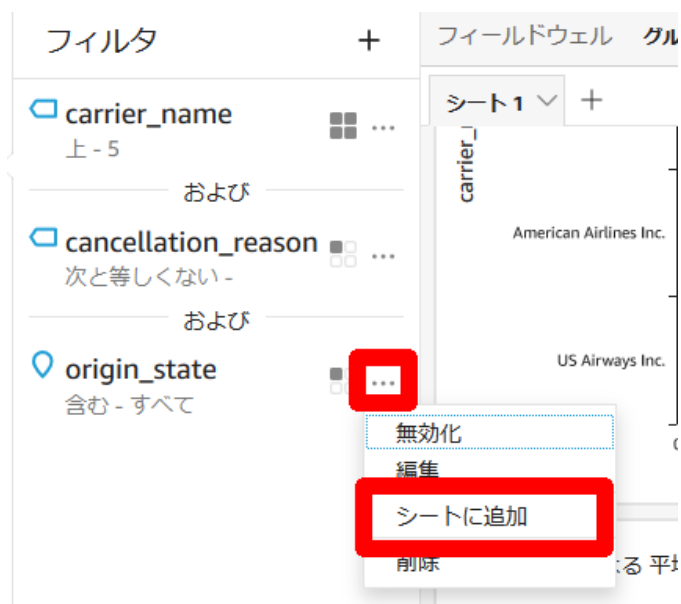 フィルタ
+
フィールドウェル
シート 1
+
carrier_name
上 - 5
および
cancellation_reason
次と等しくない -
および
origin_state
含む - すべて
無効化
編集
シートに追加
削除
American Airlines Inc.
US Airways Inc.
る 平